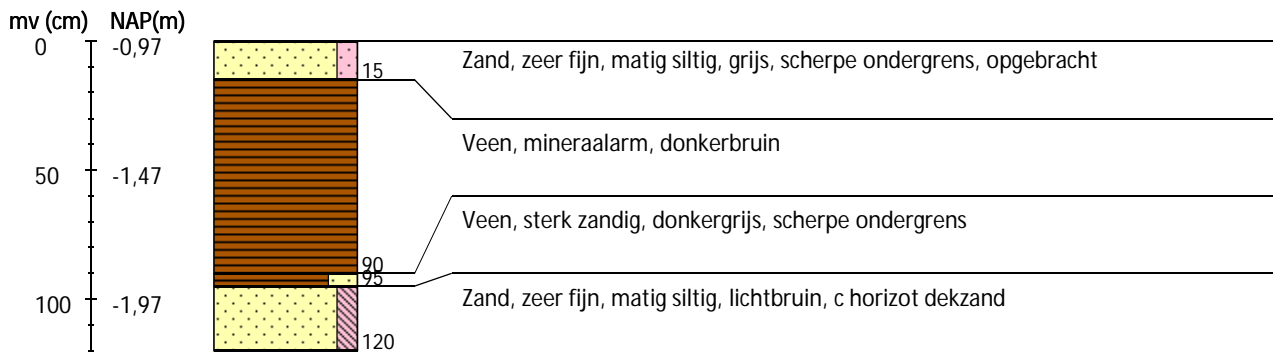 mv (cm) NAP(m)
0 -0,97
Zand, zeer fijn, matig siltig, grijs, scherpe ondergrens, opgebracht
15
Veen, mineraalarm, donkerbruin
50 -1,47
Veen, sterk zandig, donkergrijs, scherpe ondergrens
90
95
100 -1,97
Zand, zeer fijn, matig siltig, lichtbruin, c horizot dekzand
120